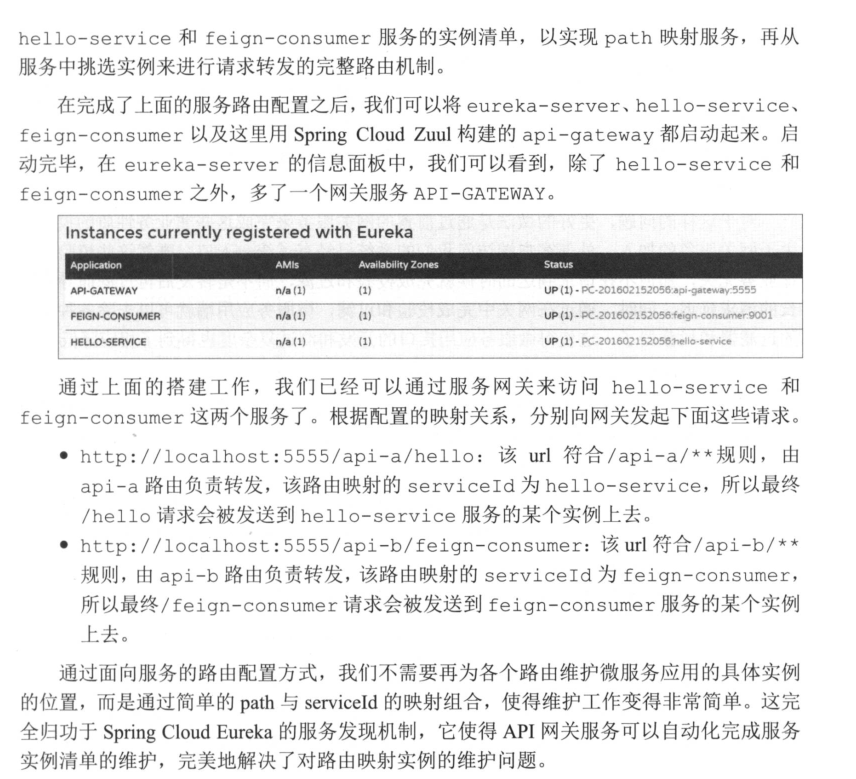 hello-service 和 feign-consumer 服务的实例清单，以实现 path 映射服务，再从
服务中挑选实例来进行请求转发的完整路由机制。
在完成了上面的服务路由配置之后，我们可以将 eureka-server、hello-service、
feign-consumer 以及这里用 Spring Cloud Zuul 构建的 api-gateway 都启动起来。启
动完毕，在 eureka-server 的信息面板中，我们可以看到，除了 hello-service 和
feign-consumer 之外，多了一个网关服务 API-GATEWAY。
Instances currently registered with Eureka
Application AMIs Availability Zones Status
API-GATEWAY n/a (1) (1) UP (1) - PC-201602152056:api-gateway:5555
FEIGN-CONSUMER n/a (1) (1) UP (1) - PC-201602152056:feign-consumer:9001
HELLO-SERVICE n/a (1) (1) UP (1) - PC-201602152056:hello-service
通过上面的搭建工作，我们已经可以通过服务网关来访问 hello-service 和
feign-consumer 这两个服务了。根据配置的映射关系，分别向网关发起下面这些请求。
● http://localhost:5555/api-a/hello：该 url 符合/api-a/**规则，由
api-a 路由负责转发，该路由映射的 serviceId 为 hello-service，所以最终
/hello 请求会被发送到 hello-service 服务的某个实例上去。
● http://localhost:5555/api-b/feign-consumer：该 url 符合/api-b/**
规则，由 api-b 路由负责转发，该路由映射的 serviceId 为 feign-consumer，
所以最终/feign-consumer 请求会被发送到 feign-consumer 服务的某个实例
上去。
通过面向服务的路由配置方式，我们不需要再为各个路由维护微服务应用的具体实例
的位置，而是通过简单的 path 与 serviceId 的映射组合，使得维护工作变得非常简单。这完
全归功于 Spring Cloud Eureka 的服务发现机制，它使得 API 网关服务可以自动化完成服务
实例清单的维护，完美地解决了对路由映射实例的维护问题。